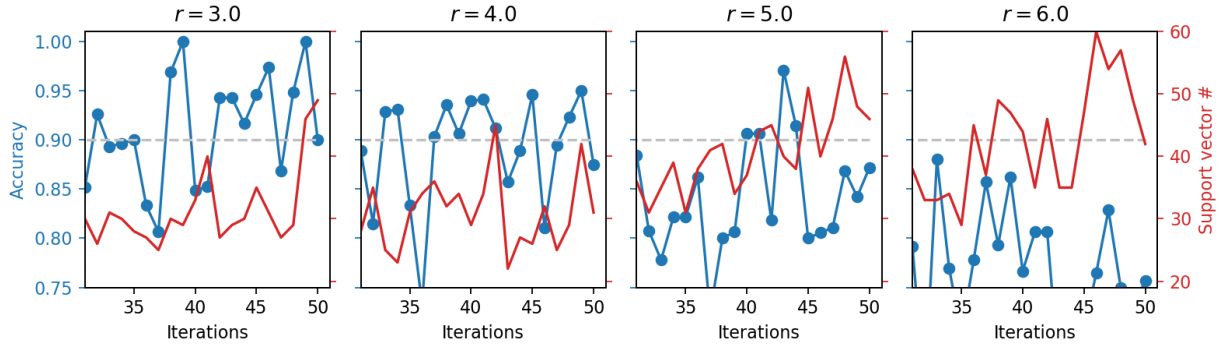 r = 3.0
r = 4.0
r = 5.0
r = 6.0
Accuracy
1.00
0.95
0.90
0.85
0.80
0.75
60
50
40
30
20
Support vector #
35 40 45 50
35 40 45 50
35 40 45 50
35 40 45 50
Iterations
Iterations
Iterations
Iterations